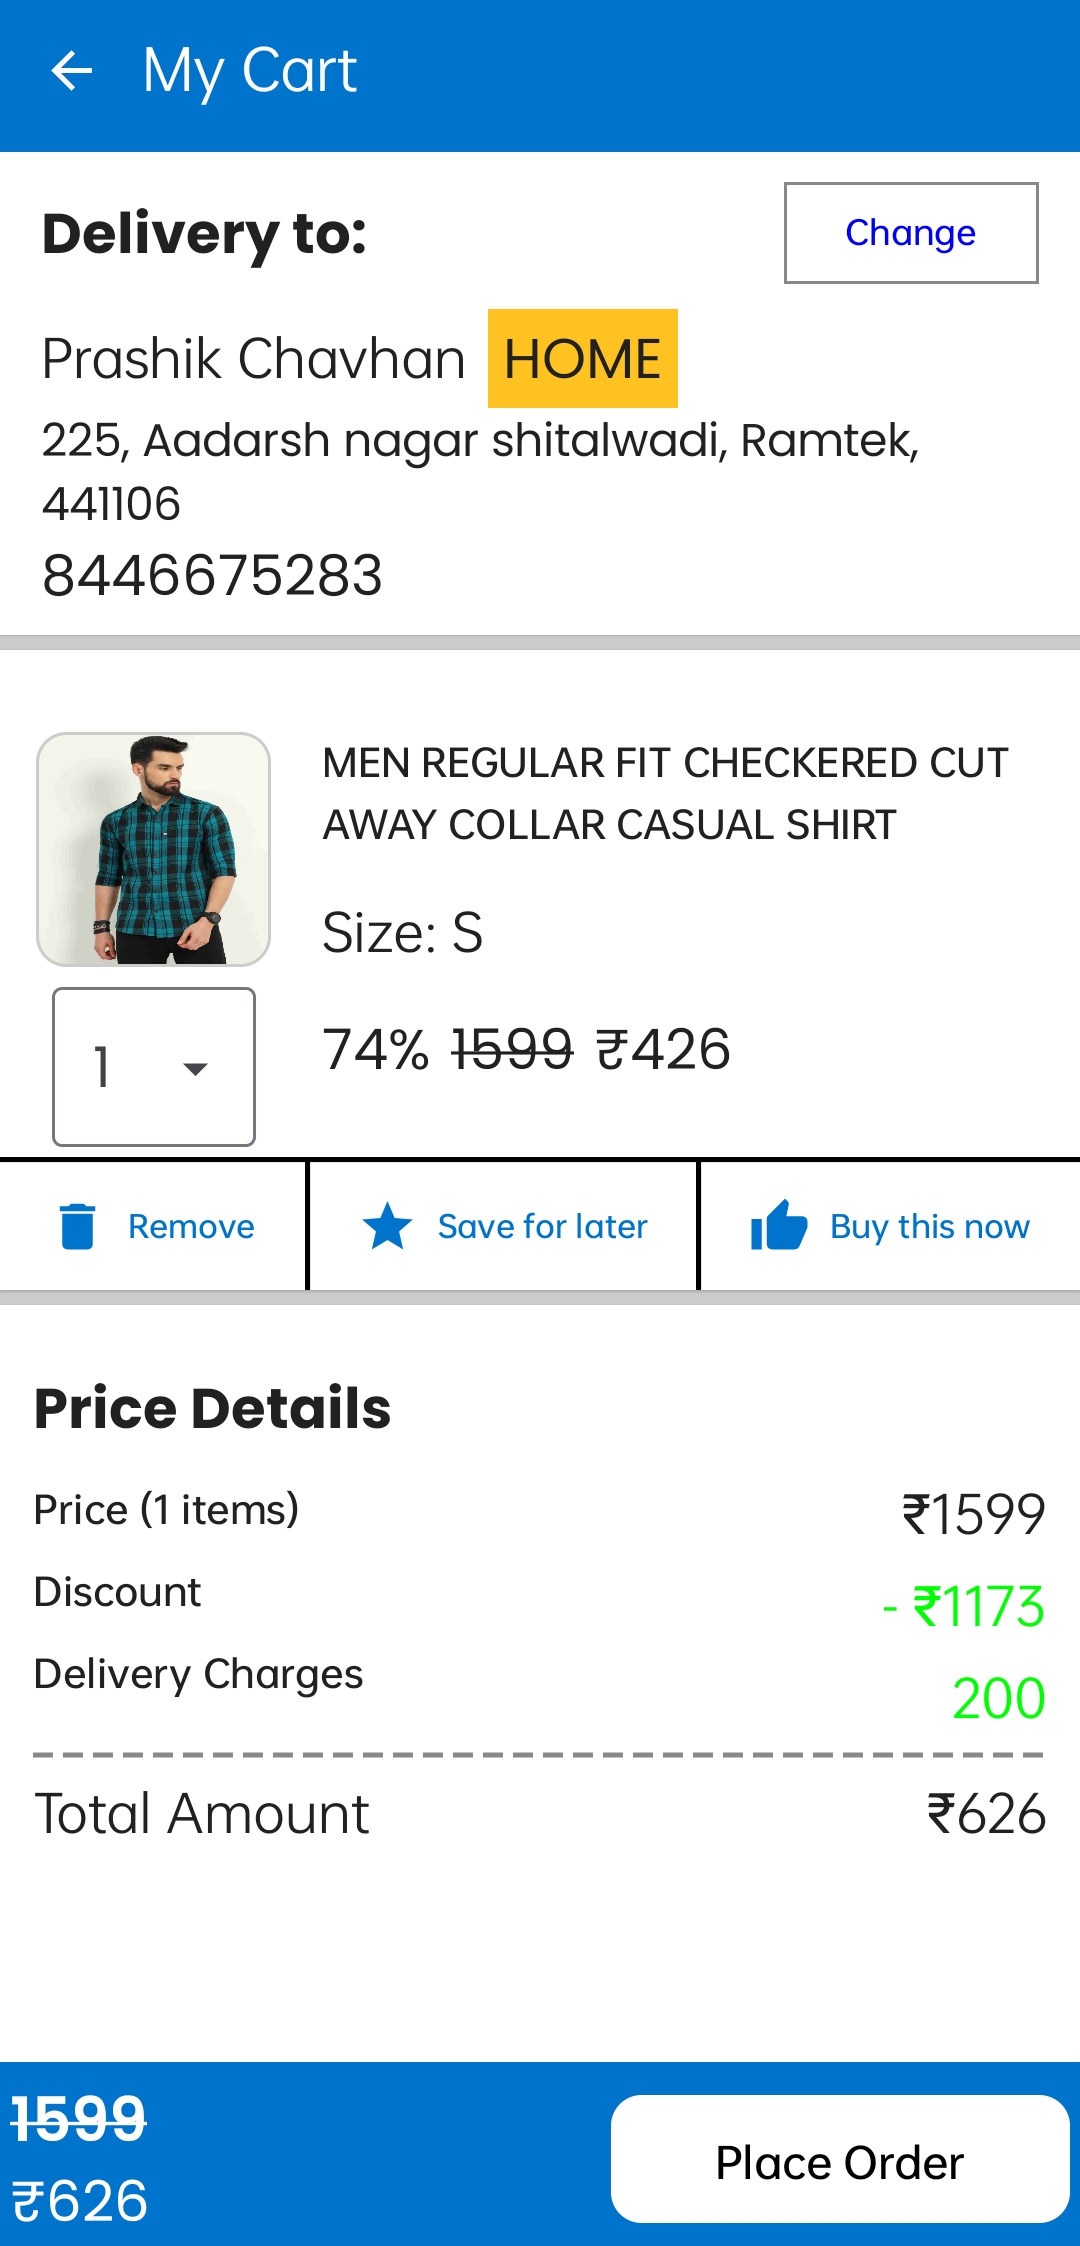 My Cart
Delivery to:
Change
Prashik Chavhan HOME
225, Aadarsh nagar shitalwadi, Ramtek,
441106
8446675283
MEN REGULAR FIT CHECKERED CUT
AWAY COLLAR CASUAL SHIRT
Size: S
74% 1599 ₹426
1
Remove
Save for later
Buy this now
Price Details
Price (1 items) ₹1599
Discount - ₹1173
Delivery Charges 200
Total Amount ₹626
1599
₹626
Place Order